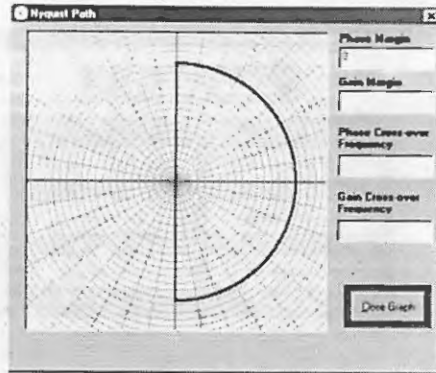 Nyquist Path
Phase Margin
Gain Margin
Phase Cross-over
Frequency
Gain Cross-over
Frequency
Close Graph